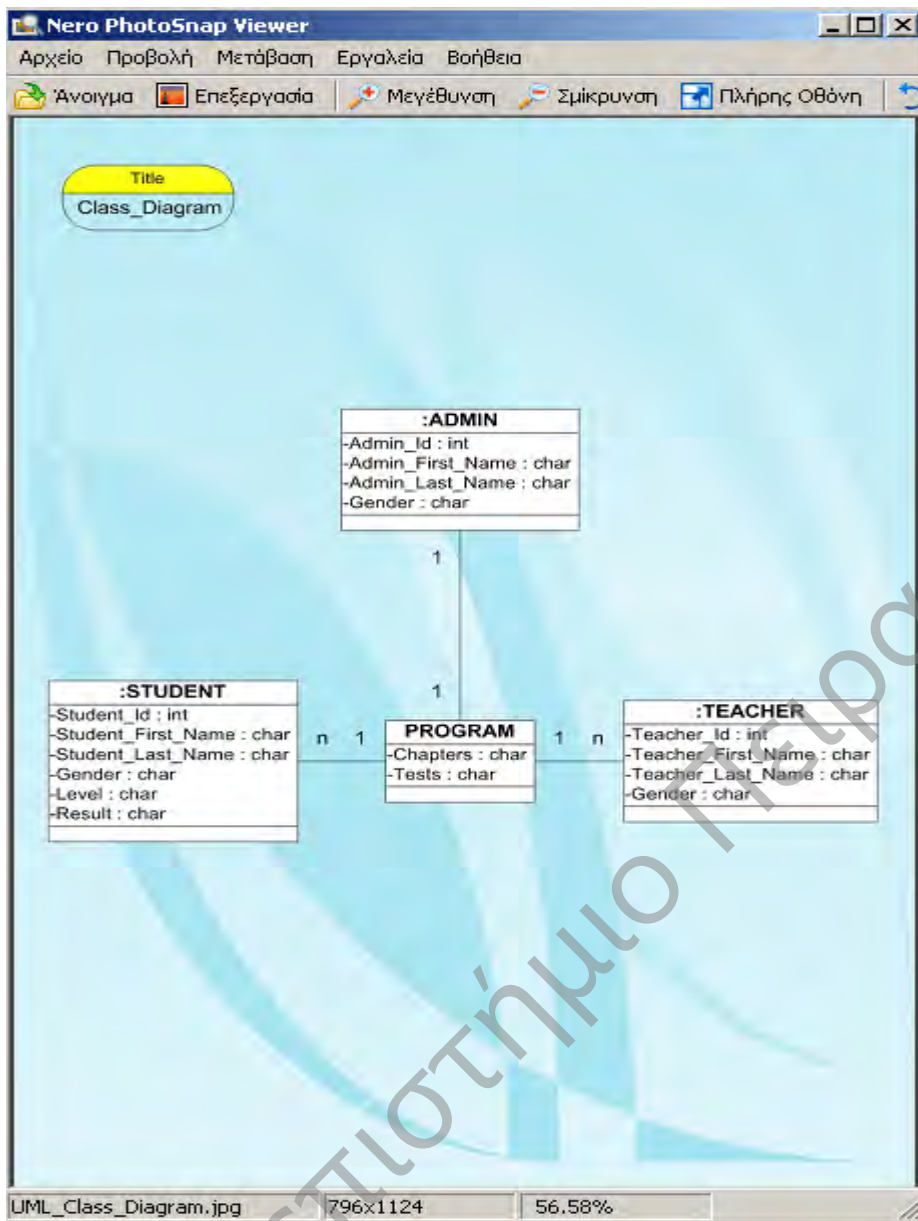 Nero PhotoSnap Viewer
Αρχείο Προβολή Μετάβαση Εργαλεία Βοήθεια
Άνοιγμα Επεξεργασία Μεγέθυνση Σμίκρυνση Πλήρης Οθόνη
Title
Class_Diagram
:ADMIN
-Admin_Id : int
-Admin_First_Name : char
-Admin_Last_Name : char
-Gender : char
1
1
:STUDENT
-Student_Id : int
-Student_First_Name : char
-Student_Last_Name : char
-Gender : char
-Level : char
-Result : char
n 1
PROGRAM
-Chapters : char
-Tests : char
1 n
:TEACHER
-Teacher_Id : int
-Teacher_First_Name : char
-Teacher_Last_Name : char
-Gender : char
UML_Class_Diagram.jpg 796x1124 56.58%